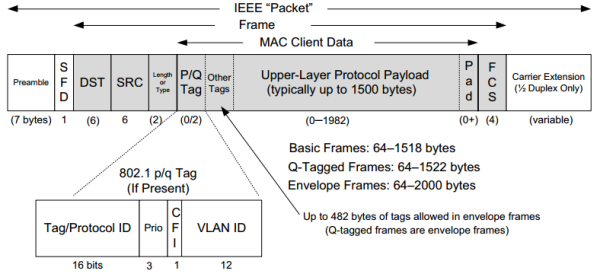 IEEE “Packet”
Frame
MAC Client Data
Preamble
S
F
D
DST
SRC
Length
or
Type
P/Q
Tag
Other
Tags
Upper-Layer Protocol Payload
(typically up to 1500 bytes)
P
a
d
F
C
S
Carrier Extension
(½ Duplex Only)
(7 bytes)
1
(6)
6
(2)
(0/2)
(0—1982)
(0+)
(4)
(variable)
Basic Frames: 64–1518 bytes
Q-Tagged Frames: 64–1522 bytes
Envelope Frames: 64–2000 bytes
802.1 p/q Tag
(If Present)
Up to 482 bytes of tags allowed in envelope frames
(Q-tagged frames are envelope frames)
Tag/Protocol ID
Prio
C
F
I
VLAN ID
16 bits
3
1
12